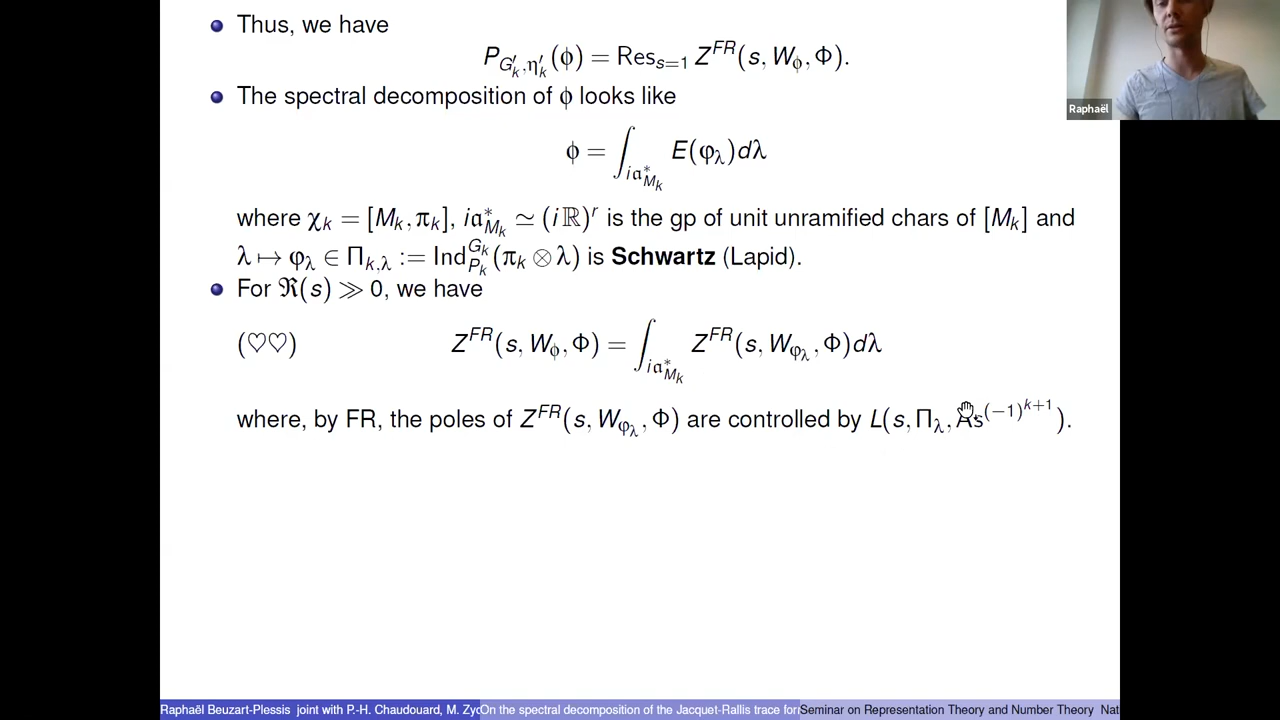 Thus, we have
P_{G'_k,η'_k}(ϕ) = Res_{s=1} Z^{FR}(s, W_ϕ, Φ).
The spectral decomposition of ϕ looks like
ϕ = ∫_{i𝔞*_{M_k}} E(φ_λ)dλ
where χ_k = [M_k, π_k], i𝔞*_{M_k} ≃ (iℝ)^r is the gp of unit unramified chars of [M_k] and
λ ↦ φ_λ ∈ Π_{k,λ} := Ind^{G_k}_{P_k}(π_k ⊗ λ) is Schwartz (Lapid).
For ℜ(s) ≫ 0, we have
(♡♡) Z^{FR}(s, W_ϕ, Φ) = ∫_{i𝔞*_{M_k}} Z^{FR}(s, W_{φ_λ}, Φ)dλ
where, by FR, the poles of Z^{FR}(s, W_{φ_λ}, Φ) are controlled by L(s, Π_λ, As^{(−1)^{k+1}}).
Raphaël
Raphaël Beuzart-Plessis joint with P.-H. Chaudouard, M. Zyd
On the spectral decomposition of the Jacquet-Rallis trace for
Seminar on Representation Theory and Number Theory Nat